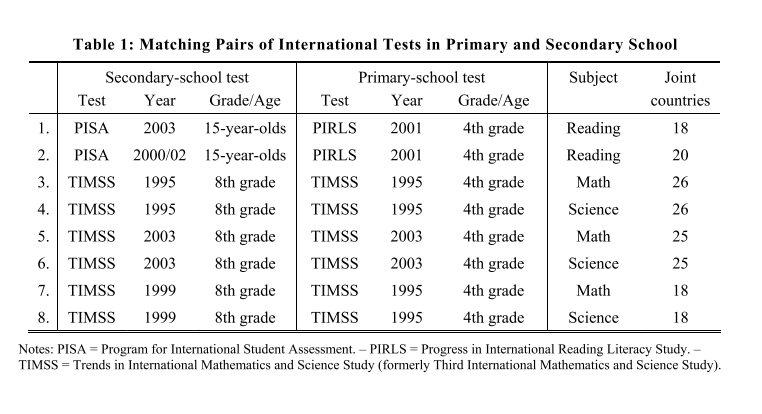 Table 1: Matching Pairs of International Tests in Primary and Secondary School
Secondary-school test Primary-school test Subject Joint
Test Year Grade/Age Test Year Grade/Age countries
1. PISA 2003 15-year-olds PIRLS 2001 4th grade Reading 18
2. PISA 2000/02 15-year-olds PIRLS 2001 4th grade Reading 20
3. TIMSS 1995 8th grade TIMSS 1995 4th grade Math 26
4. TIMSS 1995 8th grade TIMSS 1995 4th grade Science 26
5. TIMSS 2003 8th grade TIMSS 2003 4th grade Math 25
6. TIMSS 2003 8th grade TIMSS 2003 4th grade Science 25
7. TIMSS 1999 8th grade TIMSS 1995 4th grade Math 18
8. TIMSS 1999 8th grade TIMSS 1995 4th grade Science 18
Notes: PISA = Program for International Student Assessment. – PIRLS = Progress in International Reading Literacy Study. –
TIMSS = Trends in International Mathematics and Science Study (formerly Third International Mathematics and Science Study).